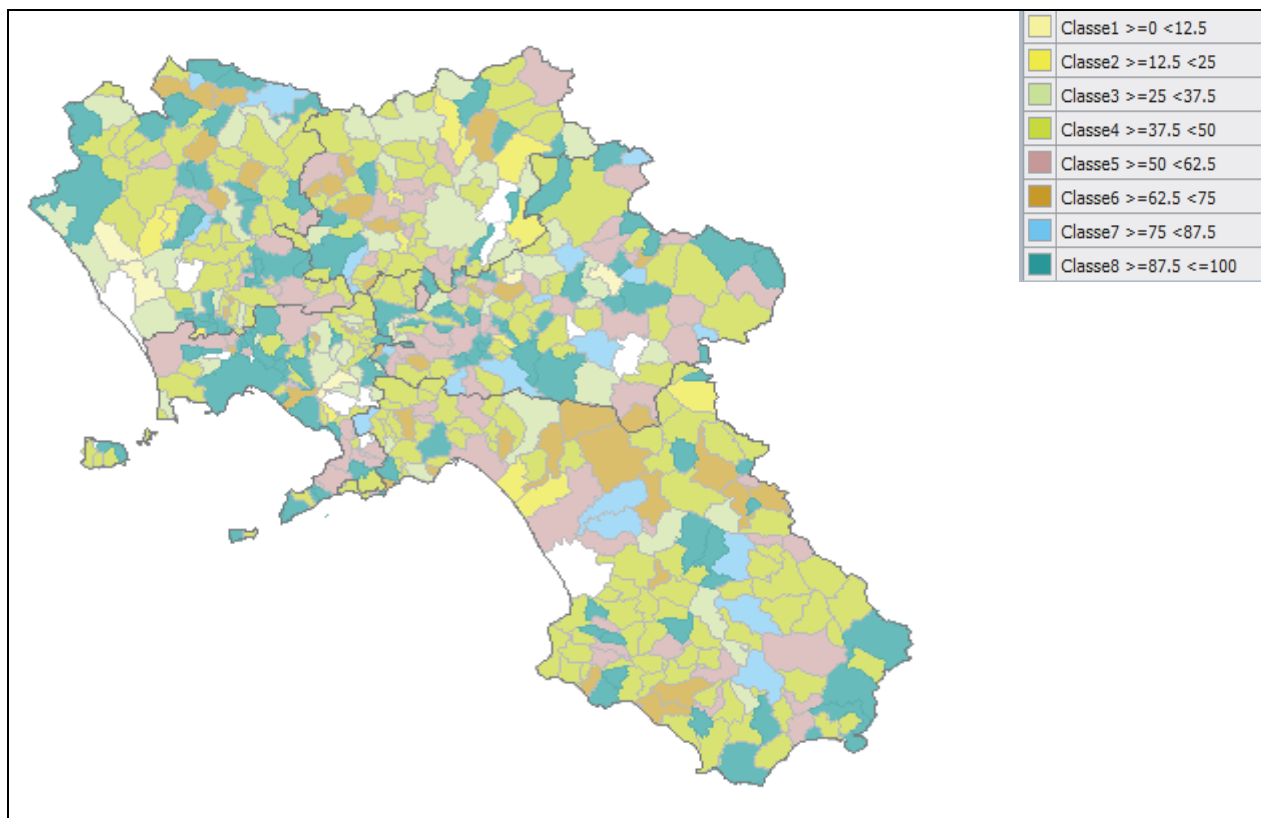 Classe1 >=0 <12.5
Classe2 >=12.5 <25
Classe3 >=25 <37.5
Classe4 >=37.5 <50
Classe5 >=50 <62.5
Classe6 >=62.5 <75
Classe7 >=75 <87.5
Classe8 >=87.5 <=100